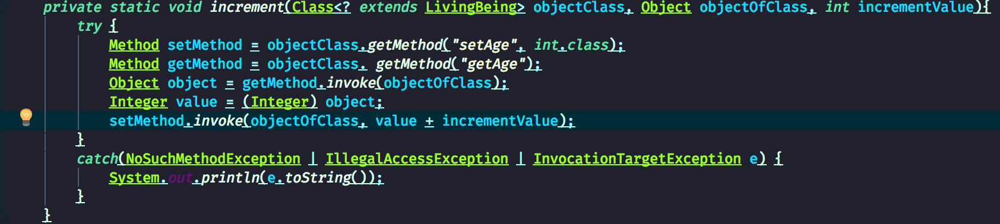 private static void increment(Class<? extends LivingBeing> objectClass, Object objectOfClass, int incrementValue){
try {
Method setMethod = objectClass.getMethod("setAge", int.class);
Method getMethod = objectClass. getMethod("getAge");
Object object = getMethod.invoke(objectOfClass);
Integer value = (Integer) object;
setMethod.invoke(objectOfClass, value + incrementValue);
}
catch(NoSuchMethodException | IllegalAccessException | InvocationTargetException e) {
System.out.println(e.toString());
}
}